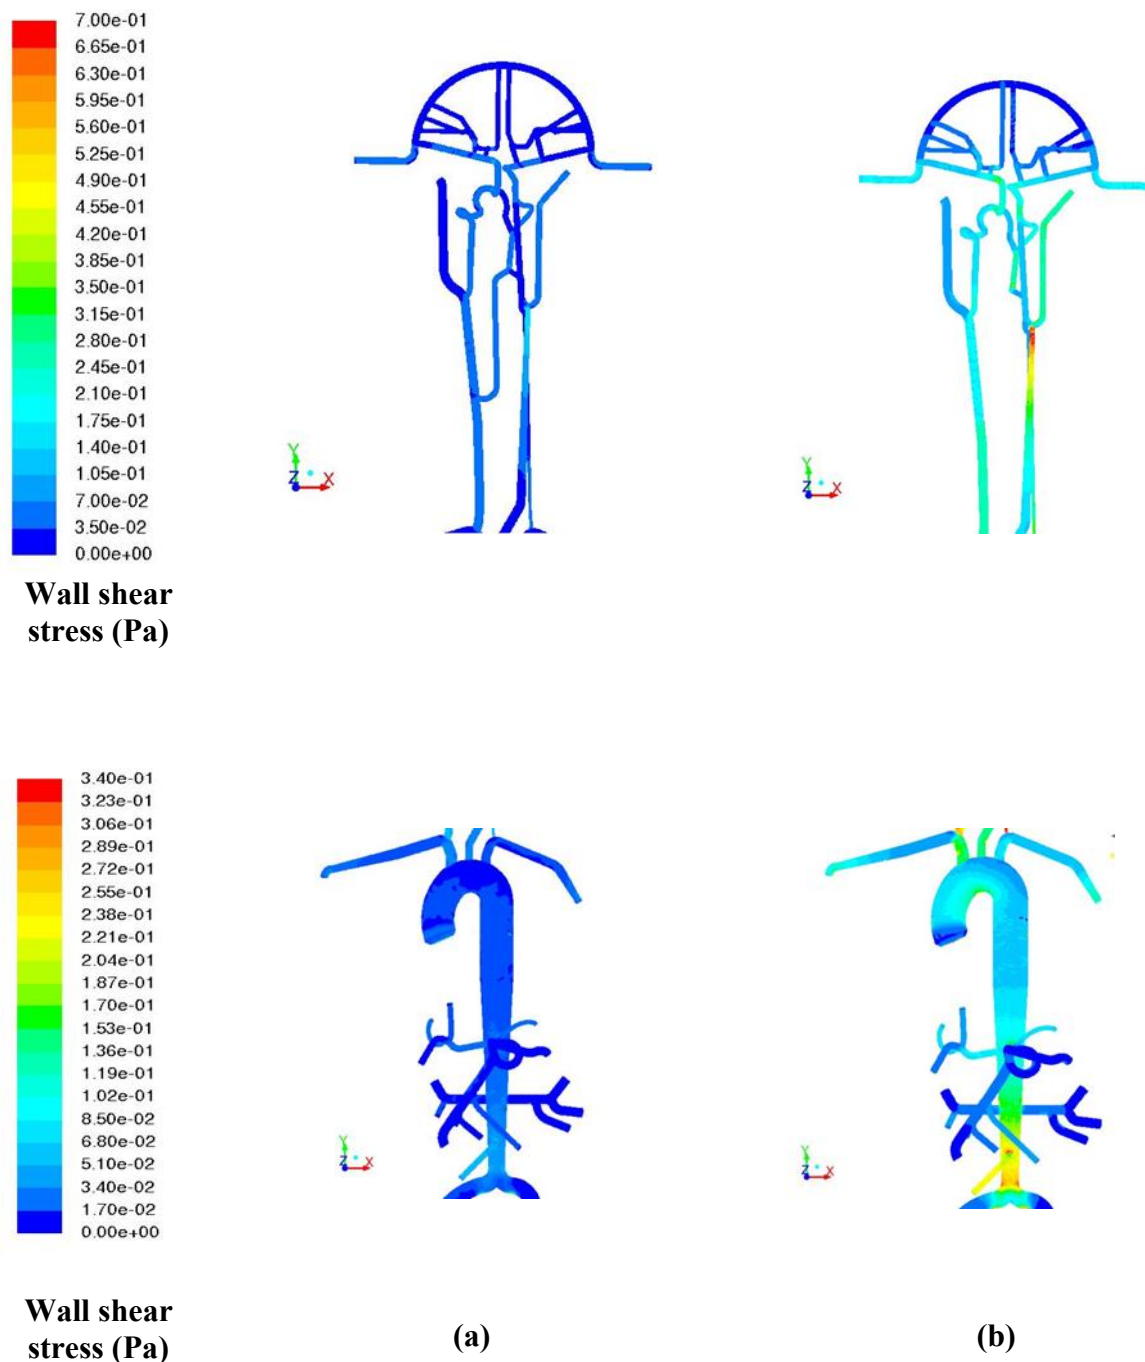 7.00e-01
6.65e-01
6.30e-01
5.95e-01
5.60e-01
5.25e-01
4.90e-01
4.55e-01
4.20e-01
3.85e-01
3.50e-01
3.15e-01
2.80e-01
2.45e-01
2.10e-01
1.75e-01
1.40e-01
1.05e-01
7.00e-02
3.50e-02
0.00e+00
Wall shear
stress (Pa)
Y
Z X
Y
Z X
3.40e-01
3.23e-01
3.06e-01
2.89e-01
2.72e-01
2.55e-01
2.38e-01
2.21e-01
2.04e-01
1.87e-01
1.70e-01
1.53e-01
1.36e-01
1.19e-01
1.02e-01
8.50e-02
6.80e-02
5.10e-02
3.40e-02
1.70e-02
0.00e+00
Y
Z X
Y
Z X
Wall shear
stress (Pa)
(a)
(b)